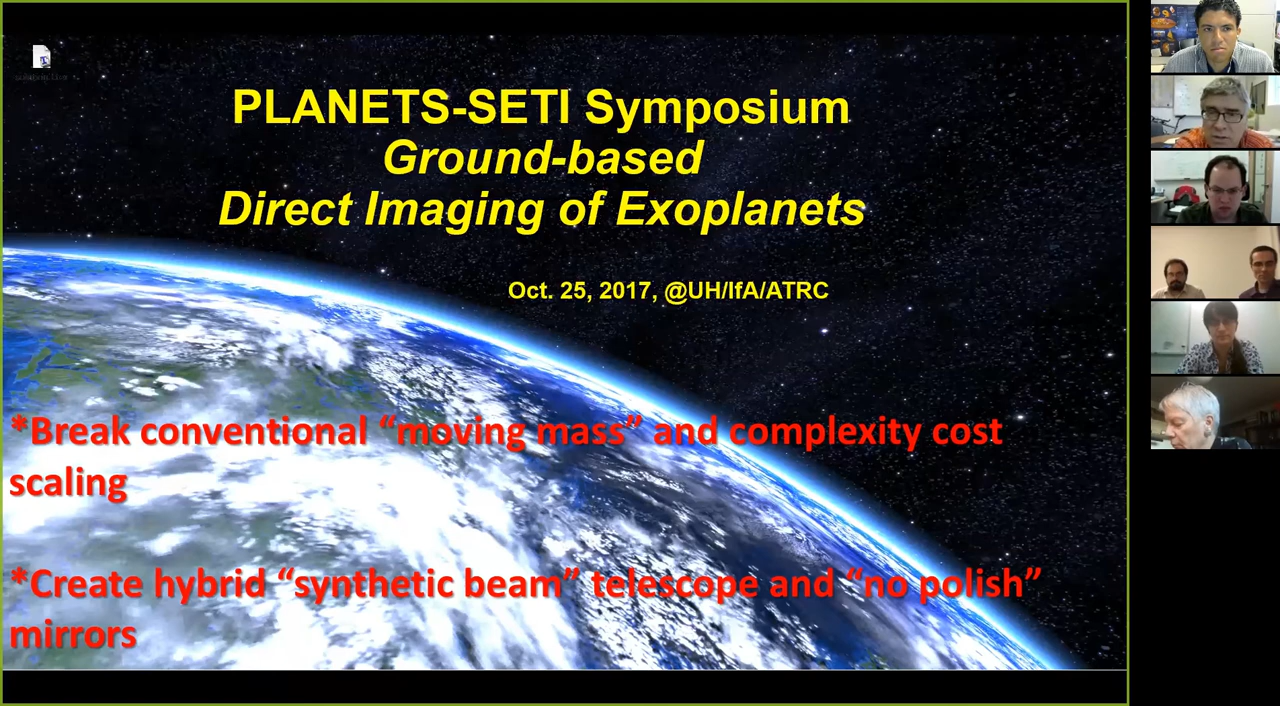 PLANETS-SETI Symposium
Ground-based
Direct Imaging of Exoplanets
Oct. 25, 2017, @UH/IfA/ATRC
*Break conventional “moving mass” and complexity cost
scaling
*Create hybrid “synthetic beam” telescope and “no polish”
mirrors